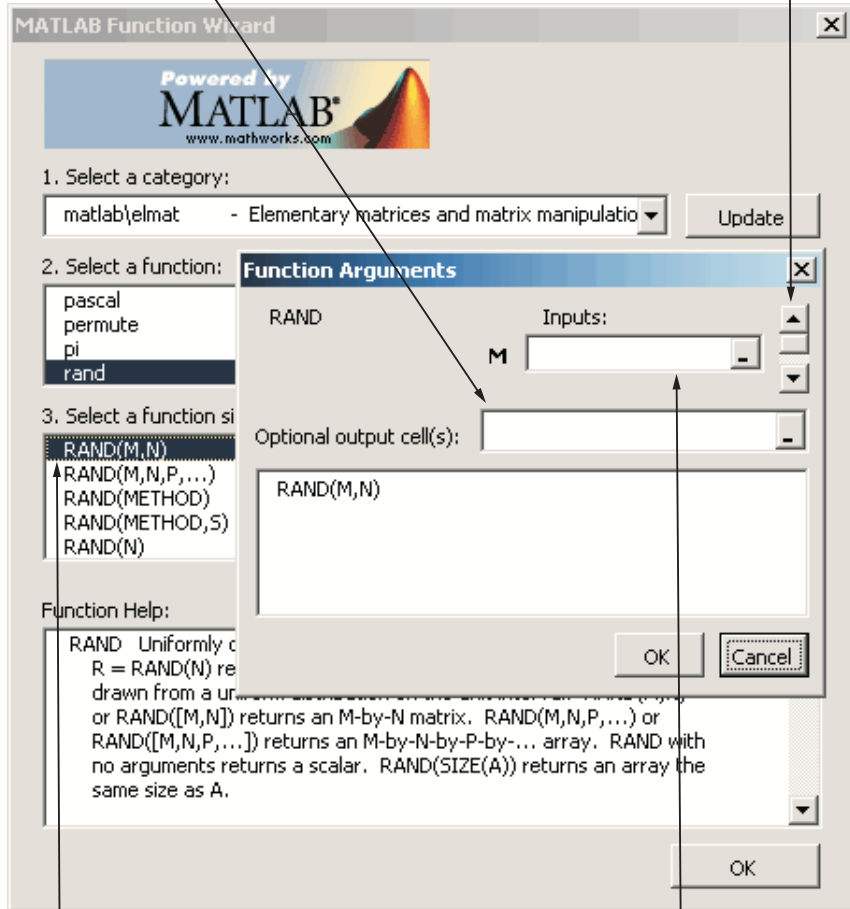 MATLAB Function Wizard
Powered by
MATLAB®
www.mathworks.com
1. Select a category:
matlab\elmat - Elementary matrices and matrix manipulatio
Update
2. Select a function:
pascal
permute
pi
rand
3. Select a function si
RAND(M,N)
RAND(M,N,P,...)
RAND(METHOD)
RAND(METHOD,S)
RAND(N)
Function Arguments
RAND
Inputs:
M
Optional output cell(s):
RAND(M,N)
OK
Cancel
Function Help:
RAND Uniformly
R = RAND(N) re
drawn from a
or RAND([M,N]) returns an M-by-N matrix. RAND(M,N,P,...) or
RAND([M,N,P,...]) returns an M-by-N-by-P-by-... array. RAND with
no arguments returns a scalar. RAND(SIZE(A)) returns an array the
same size as A.
OK